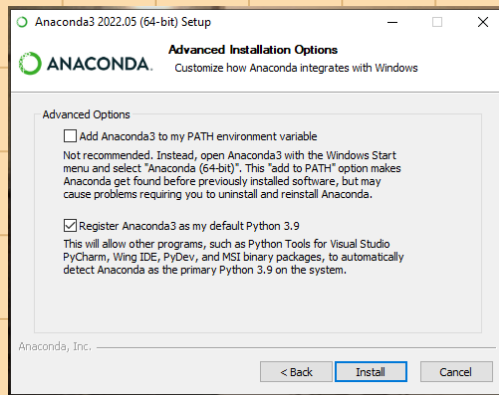 Anaconda3 2022.05 (64-bit) Setup
ANACONDA.
Advanced Installation Options
Customize how Anaconda integrates with Windows
Advanced Options
Add Anaconda3 to my PATH environment variable
Not recommended. Instead, open Anaconda3 with the Windows Start
menu and select "Anaconda (64-bit)". This "add to PATH" option makes
Anaconda get found before previously installed software, but may
cause problems requiring you to uninstall and reinstall Anaconda.
Register Anaconda3 as my default Python 3.9
This will allow other programs, such as Python Tools for Visual Studio
PyCharm, Wing IDE, PyDev, and MSI binary packages, to automatically
detect Anaconda as the primary Python 3.9 on the system.
Anaconda, Inc.
< Back
Install
Cancel